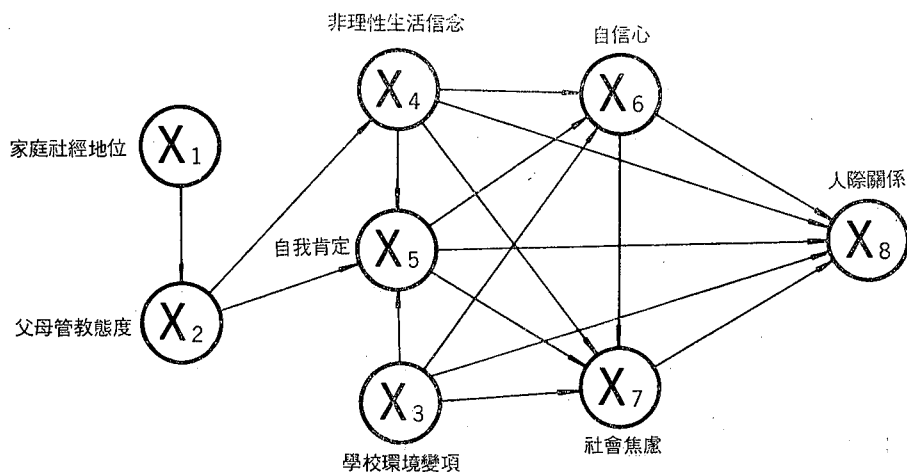 非理性生活信念
X4
自信心
X6
家庭社經地位
X1
人際關係
X8
自我肯定
X5
父母管教態度
X2
X3
學校環境變項
X7
社會焦慮